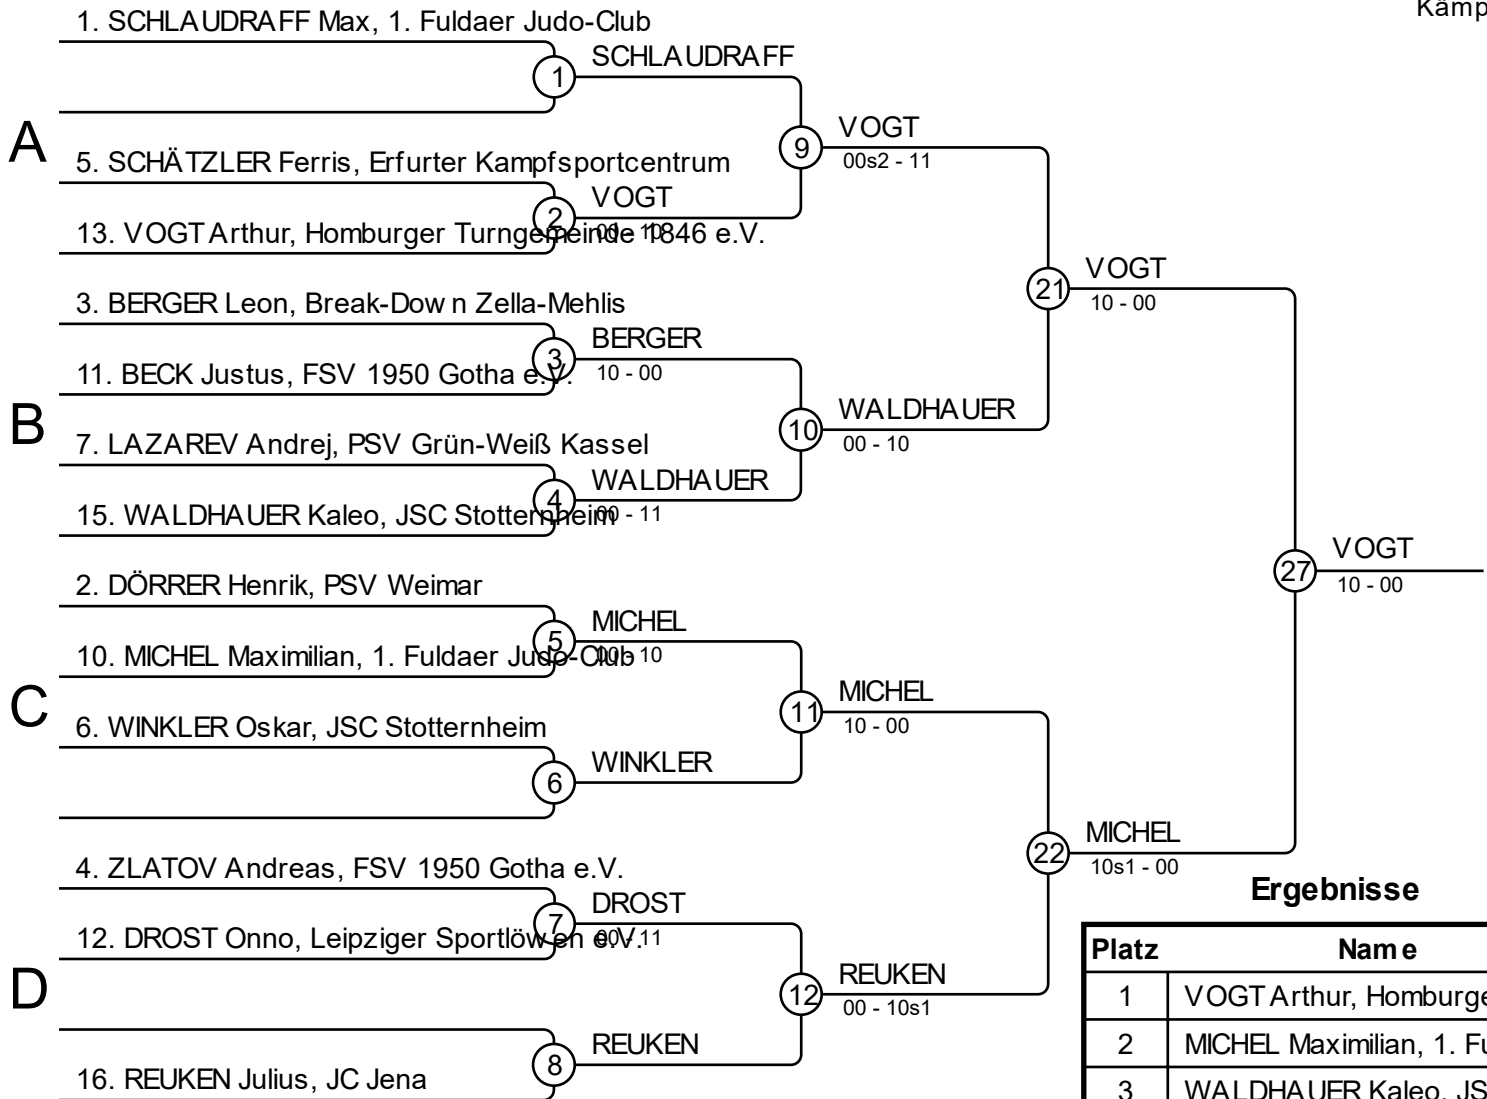 Kämp
1. SCHLAUDRAFF Max, 1. Fuldaer Judo-Club
SCHLAUDRAFF
1
A
VOGT
9
00s2 - 11
5. SCHÄTZLER Ferris, Erfurter Kampfsportcentrum
VOGT
2
00 - 10
13. VOGT Arthur, Homburger Turngemeinde 1846 e.V.
VOGT
21
10 - 00
3. BERGER Leon, Break-Down Zella-Mehlis
BERGER
3
10 - 00
11. BECK Justus, FSV 1950 Gotha e.V.
B
WALDHAUER
10
00 - 10
7. LAZAREV Andrej, PSV Grün-Weiß Kassel
WALDHAUER
4
00 - 11
15. WALDHAUER Kaleo, JSC Stotternheim
VOGT
27
10 - 00
2. DÖRRER Henrik, PSV Weimar
MICHEL
5
00 - 10
10. MICHEL Maximilian, 1. Fuldaer Judo-Club
C
MICHEL
11
10 - 00
6. WINKLER Oskar, JSC Stotternheim
WINKLER
6
MICHEL
22
10s1 - 00
4. ZLATOV Andreas, FSV 1950 Gotha e.V.
DROST
7
00 - 11
12. DROST Onno, Leipziger Sportlöwen e.V.
D
REUKEN
12
00 - 10s1
REUKEN
8
16. REUKEN Julius, JC Jena
Ergebnisse
Platz Name
1 VOGT Arthur, Homburge
2 MICHEL Maximilian, 1. Fu
3 WALDHAUER Kaleo, JS